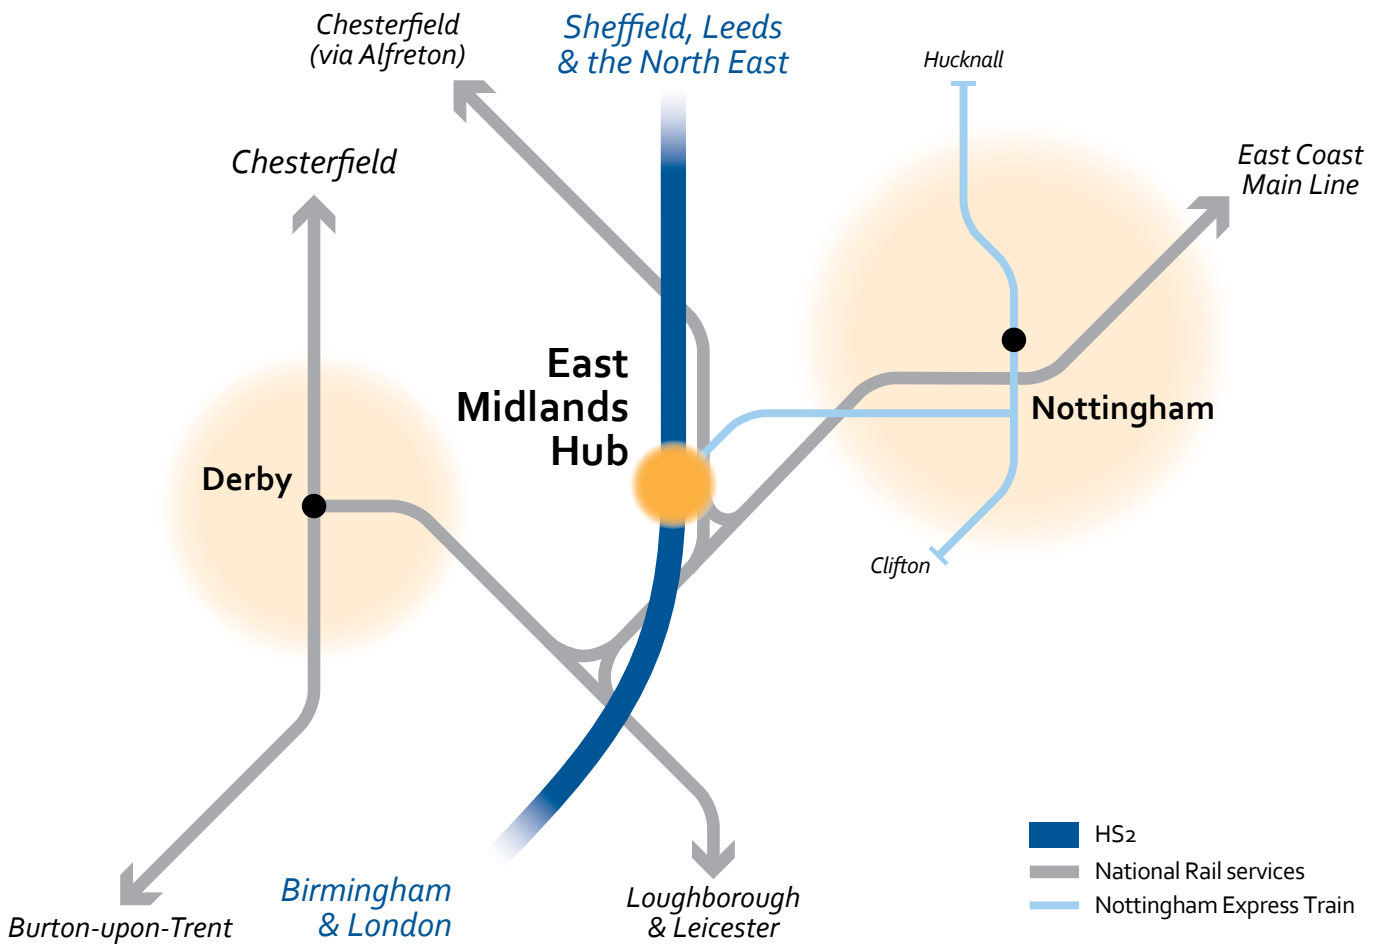 Chesterfield
(via Alfreton)
Sheffield, Leeds
& the North East
Hucknall
East Coast
Main Line
Chesterfield
East
Midlands
Hub
Nottingham
Derby
Clifton
HS2
National Rail services
Nottingham Express Train
Birmingham
& London
Loughborough
& Leicester
Burton-upon-Trent